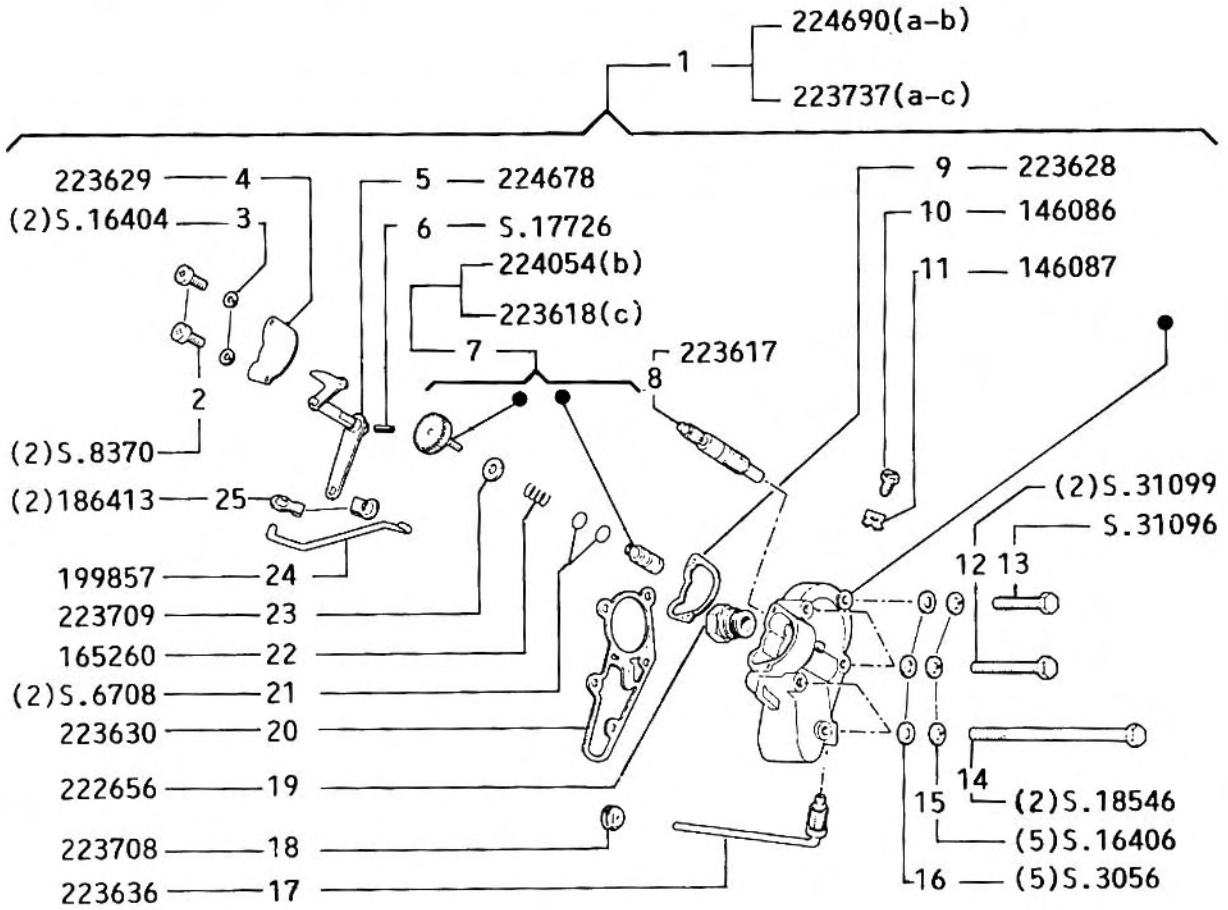 224690(a-b)
1
223737(a-c)
223629 4 5 224678 9 223628
(2)S.16404 3 6 S.17726 10 146086
224054(b) 11 146087
223618(c)
7 223617
8
2
(2)S.8370 (2)S.31099
(2)186413 25 S.31096
199857 24 12 13
223709 23
165260 22
(2)S.6708 21
223630 20
222656 19 15 14
(2)S.18546
223708 18 (5)S.16406
223636 17 16 (5)S.3056